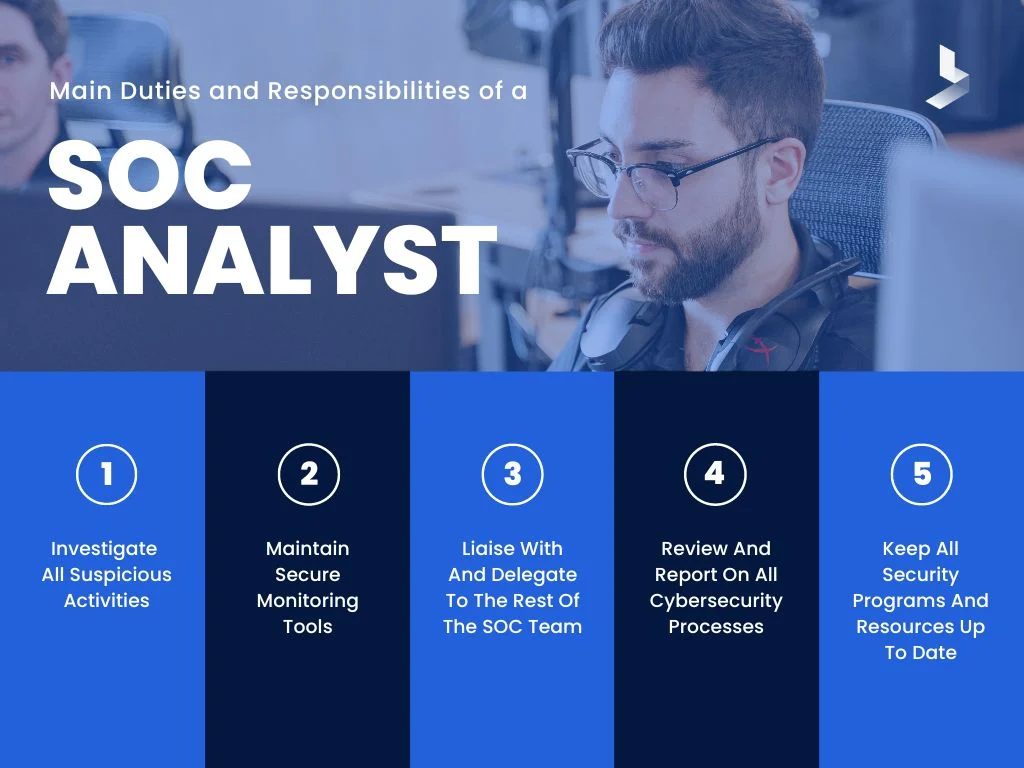 Main Duties and Responsibilities of a
SOC
ANALYST
1
Investigate
All Suspicious
Activities
2
Maintain
Secure
Monitoring
Tools
3
Liaise With
And Delegate
To The Rest Of
The SOC Team
4
Review And
Report On All
Cybersecurity
Processes
5
Keep All
Security
Programs And
Resources Up
To Date